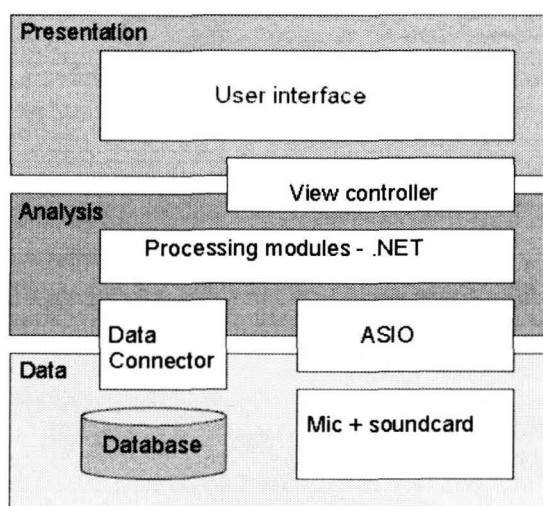 Presentation
User interface
View controller
Analysis
Processing modules - .NET
Data
Connector
ASIO
Data
Mic + soundcard
Database